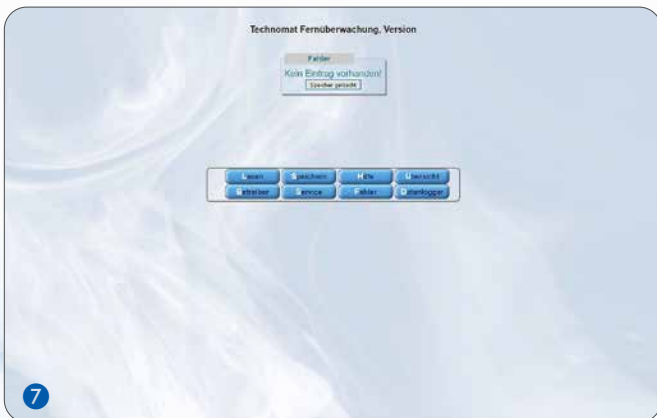 Technomat Fernüberwachung, Version
Fehler
Kein Eintrag vorhanden!
Speicher gelöscht
Lesen Speichern Hilfe Übersicht
Betreiber Service Fehler Datenlogger
7